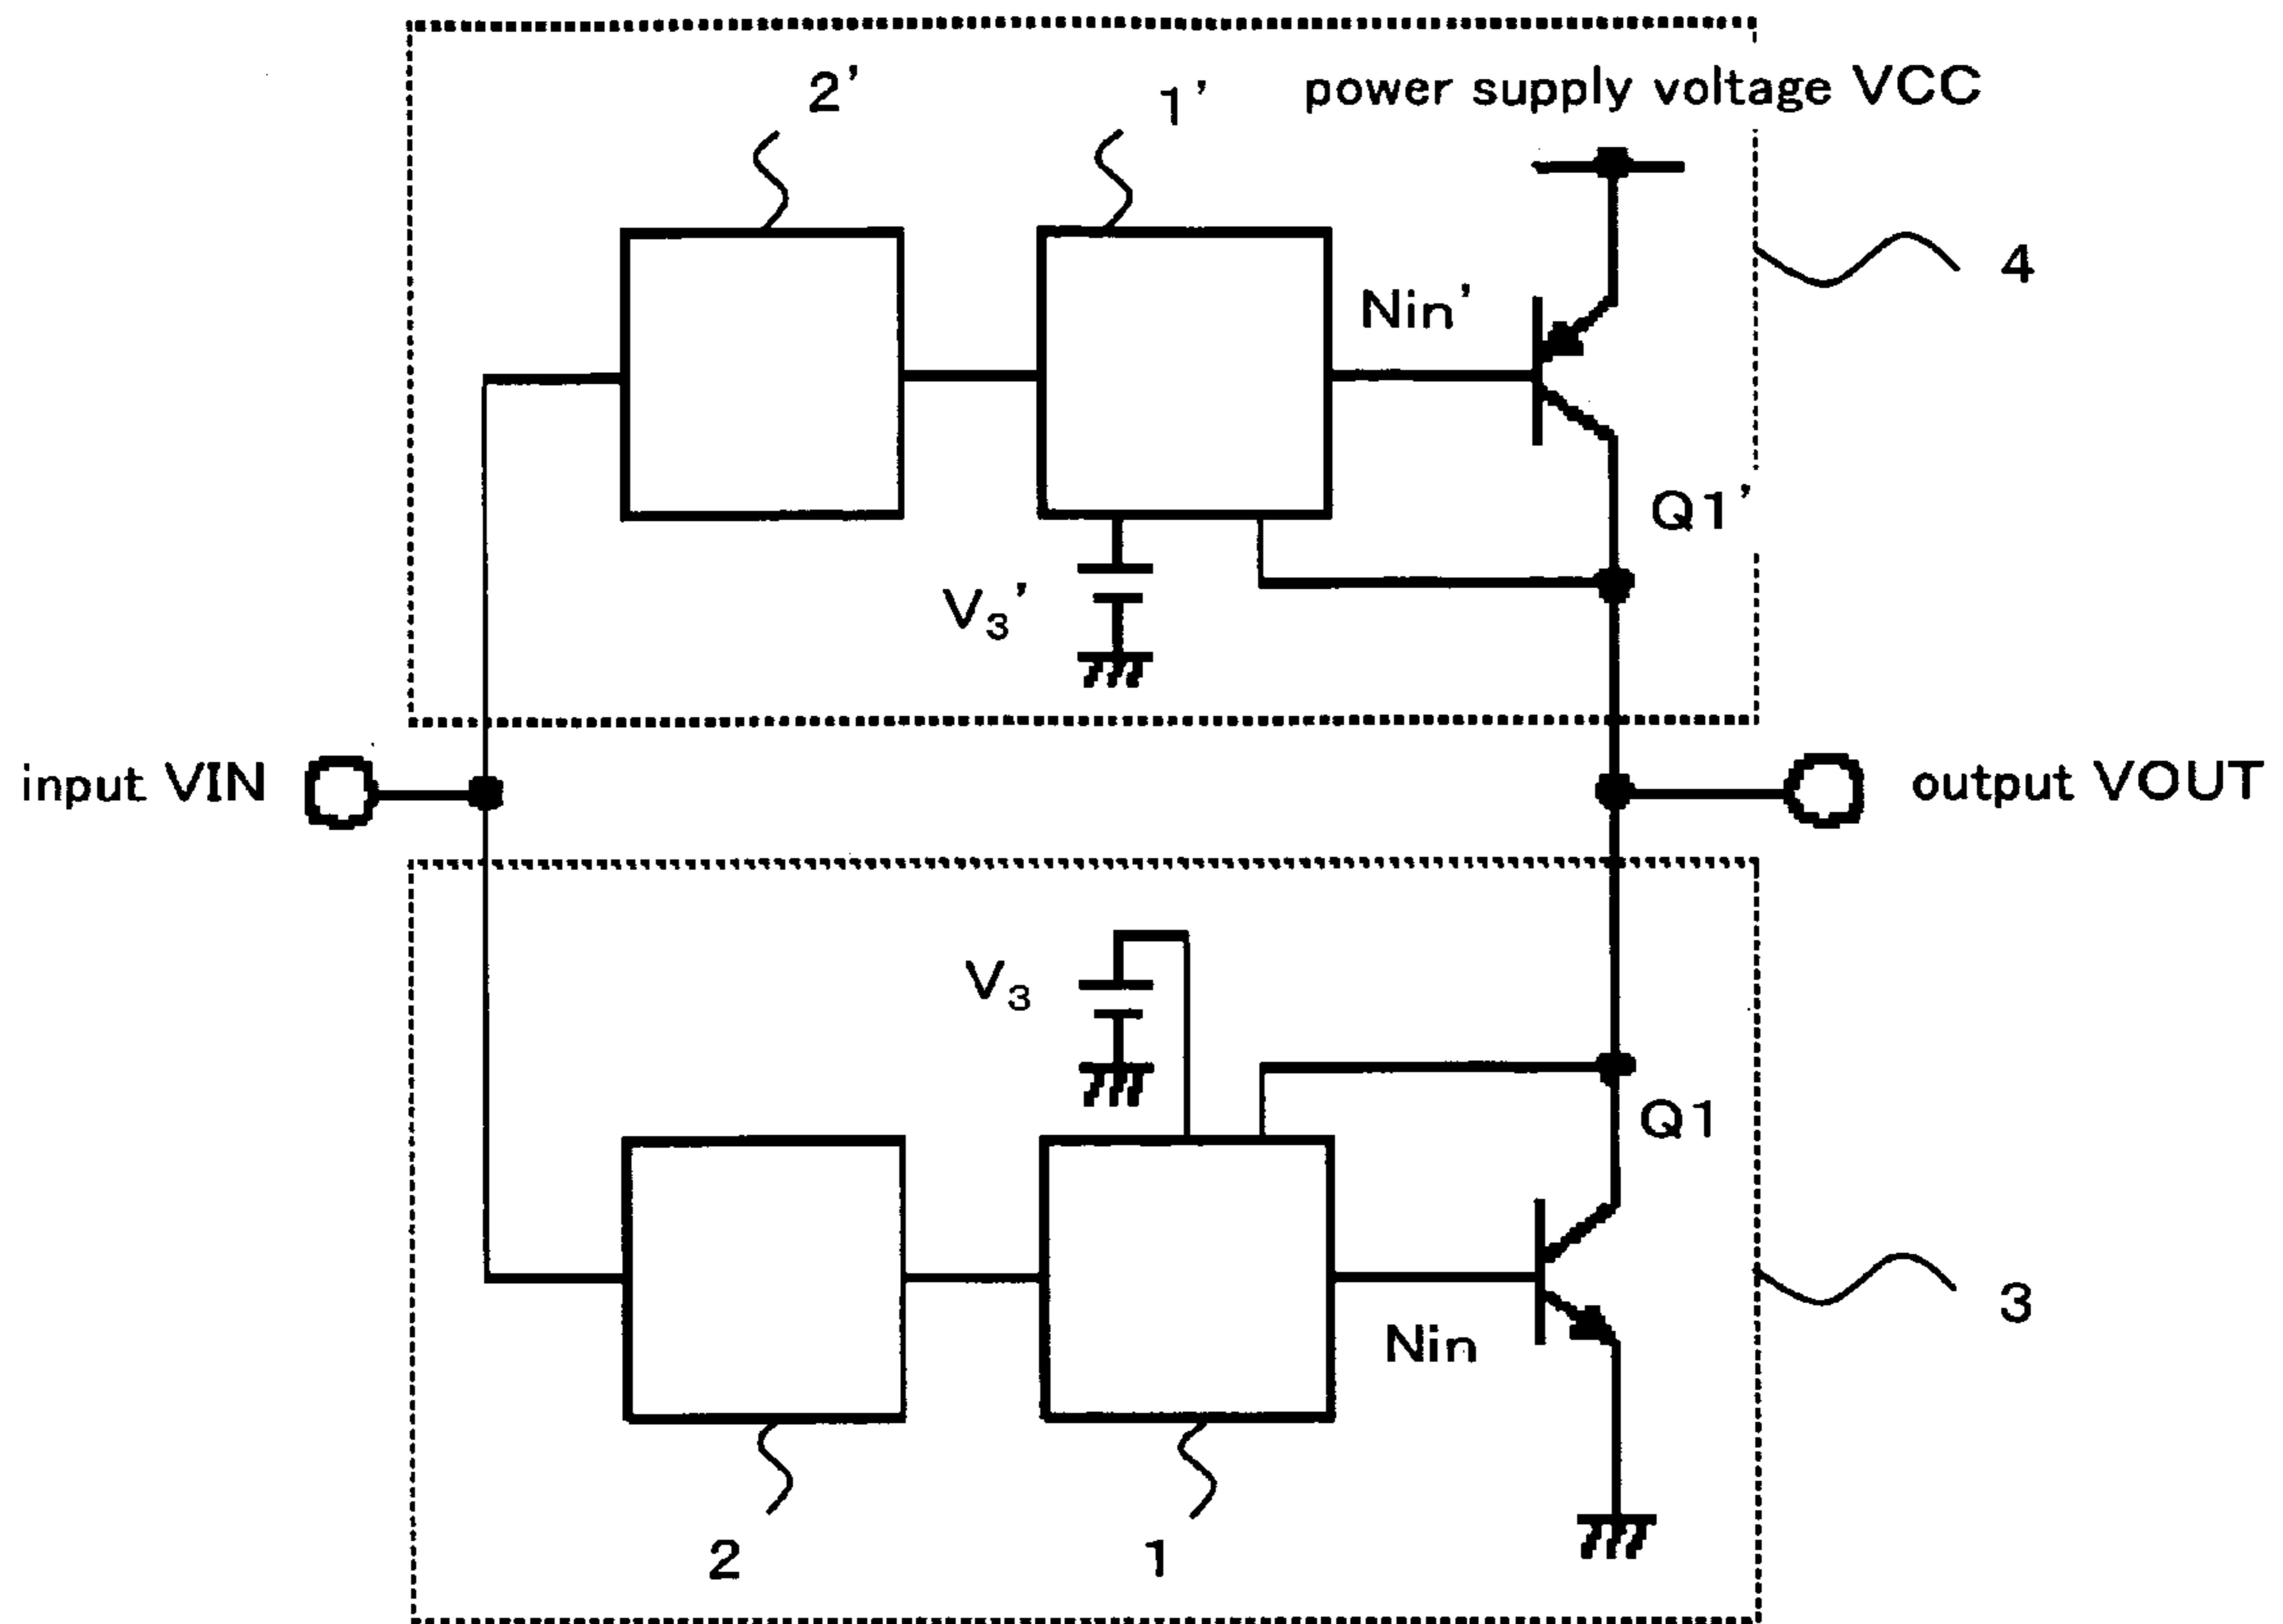 2'
1'
power supply voltage VCC
4
Nin'
Q1'
V₃'
input VIN
output VOUT
V₃
Q1
Nin
3
2
1